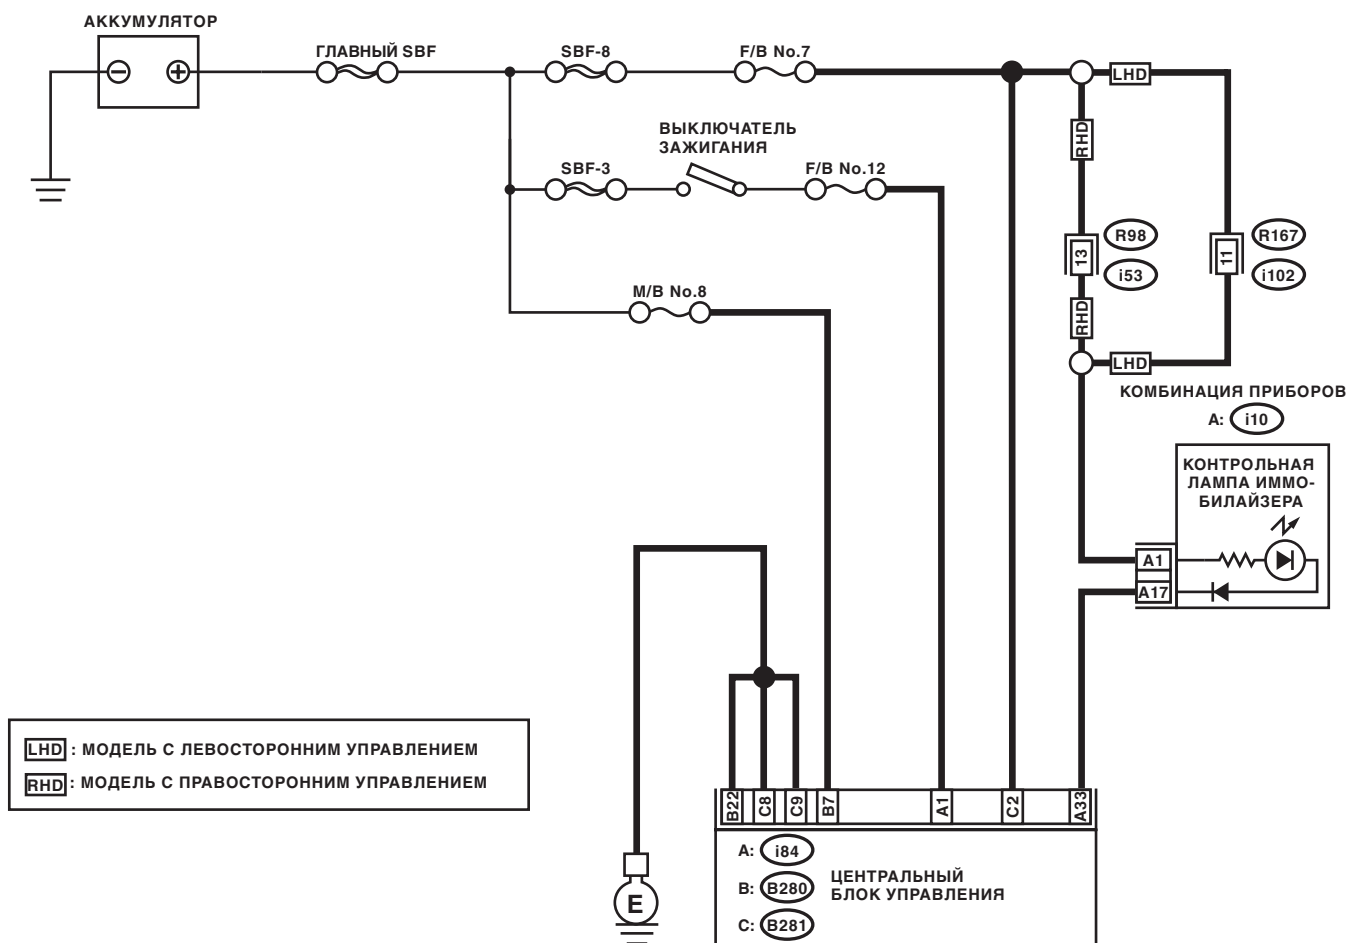 АККУМУЛЯТОР
ГЛАВНЫЙ SBF
SBF-8
F/B No.7
LHD
RHD
ВЫКЛЮЧАТЕЛЬ
ЗАЖИГАНИЯ
SBF-3
F/B No.12
13
R98
i53
11
R167
i102
M/B No.8
RHD
LHD
КОМБИНАЦИЯ ПРИБОРОВ
A: i10
КОНТРОЛЬНАЯ
ЛАМПА ИММО-
БИЛАЙЗЕРА
A1
A17
LHD : МОДЕЛЬ С ЛЕВОСТОРОННИМ УПРАВЛЕНИЕМ
RHD : МОДЕЛЬ С ПРАВОСТОРОННИМ УПРАВЛЕНИЕМ
B22
C8
C9
B7
A1
C2
A33
A: i84
B: B280
C: B281
ЦЕНТРАЛЬНЫЙ
БЛОК УПРАВЛЕНИЯ
E